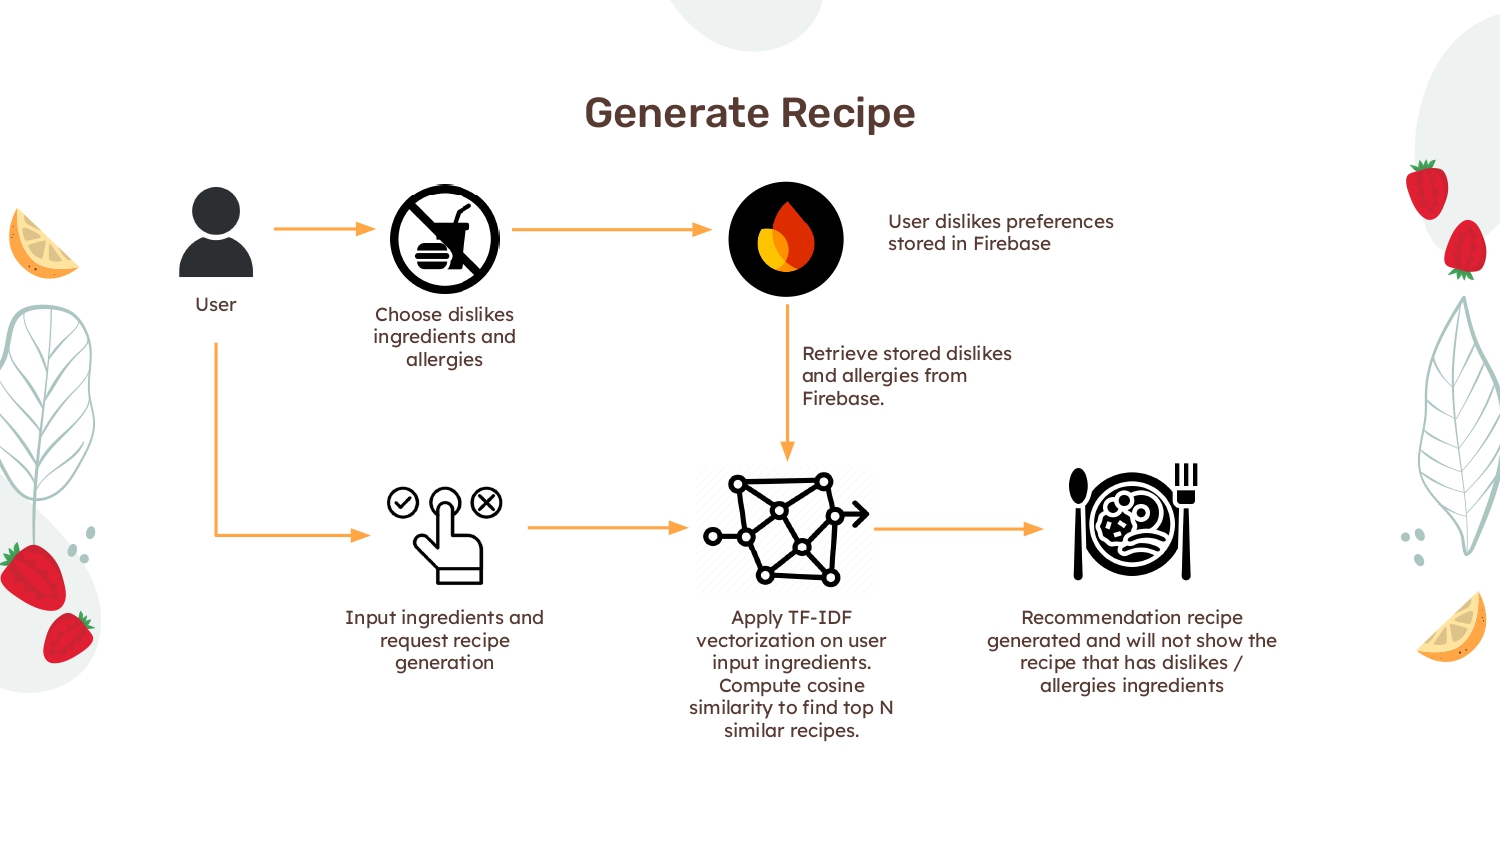 Generate Recipe
User
Choose dislikes
ingredients and
allergies
User dislikes preferences
stored in Firebase
Retrieve stored dislikes
and allergies from
Firebase.
Input ingredients and
request recipe
generation
Apply TF-IDF
vectorization on user
input ingredients.
Compute cosine
similarity to find top N
similar recipes.
Recommendation recipe
generated and will not show the
recipe that has dislikes /
allergies ingredients